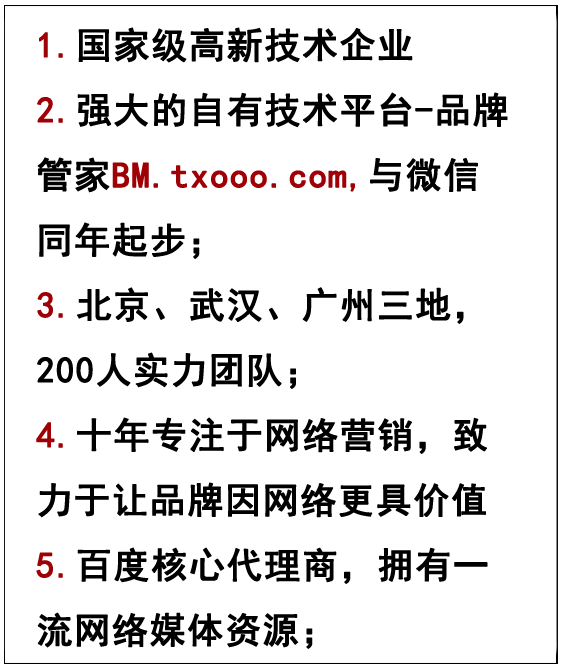 1.国家级高新技术企业
2.强大的自有技术平台-品牌
管家BM.txooo.com,与微信
同年起步；
3.北京、武汉、广州三地，
200人实力团队；
4.十年专注于网络营销，致
力于让品牌因网络更具价值
5.百度核心代理商，拥有一
流网络媒体资源；